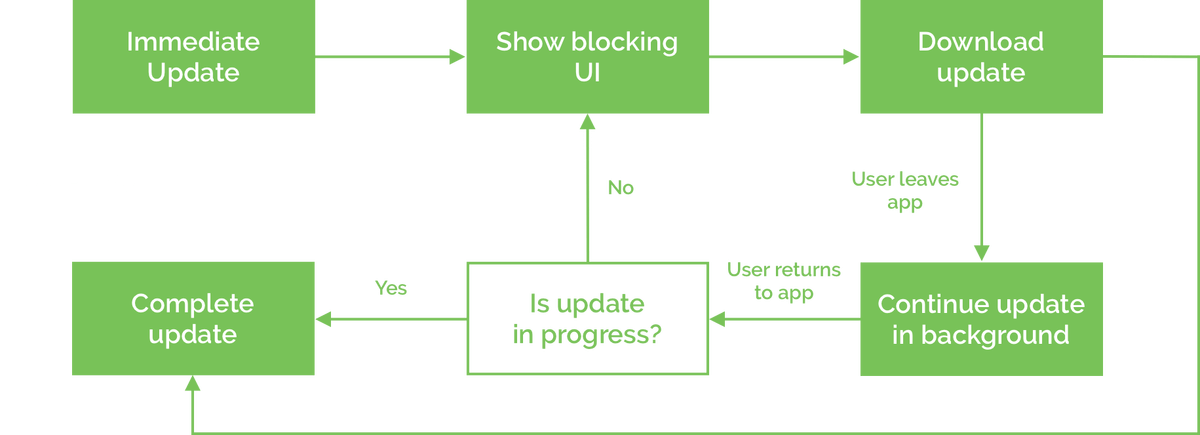 Immediate
Update
Show blocking
UI
Download
update
No
User leaves
app
Complete
update
Yes
Is update
in progress?
User returns
to app
Continue update
in background